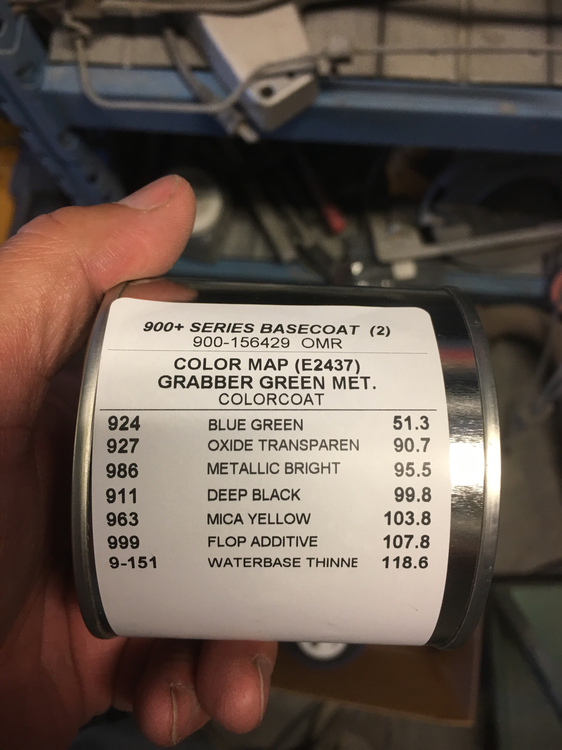 900+ SERIES BASECOAT (2)
900-156429 OMR
COLOR MAP (E2437)
GRABBER GREEN MET.
COLORCOAT
924 BLUE GREEN 51.3
927 OXIDE TRANSPAREN 90.7
986 METALLIC BRIGHT 95.5
911 DEEP BLACK 99.8
963 MICA YELLOW 103.8
999 FLOP ADDITIVE 107.8
9-151 WATERBASE THINNE 118.6